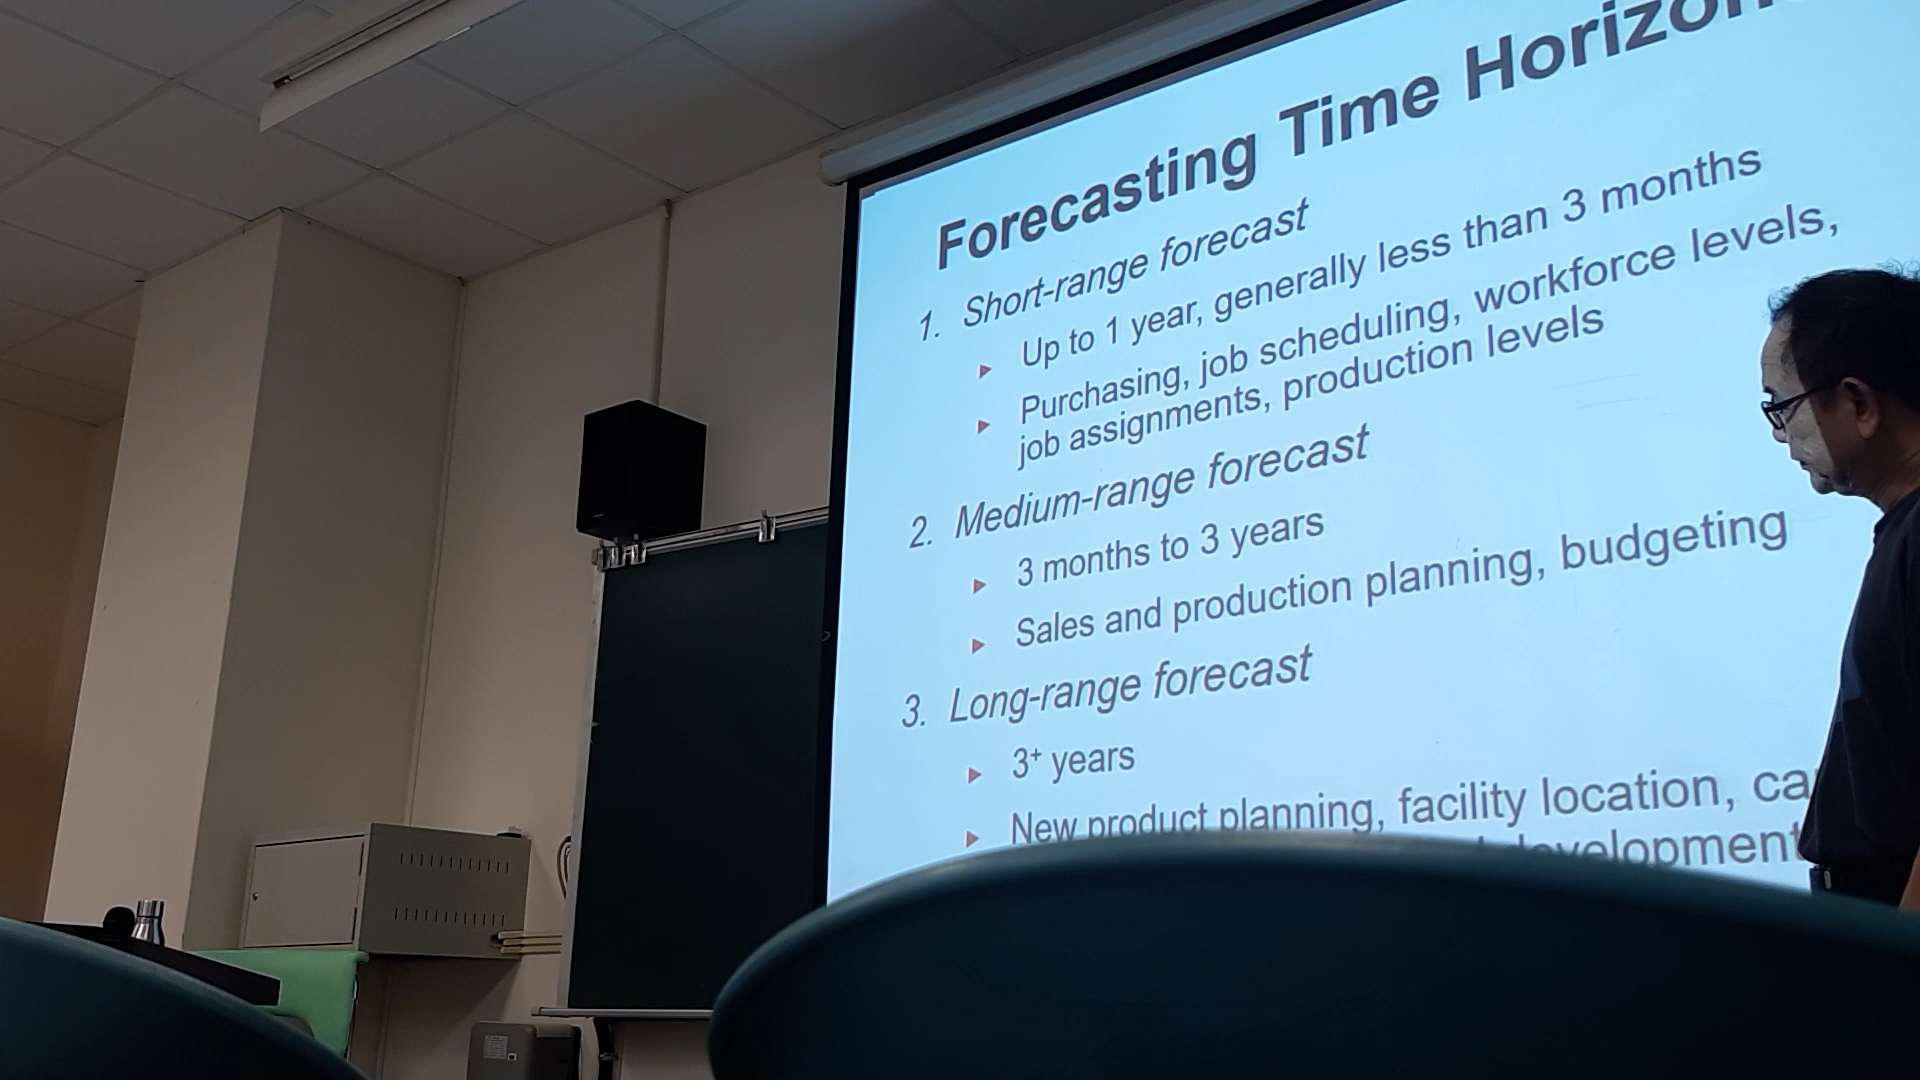 Forecasting Time Horizon
1. Short-range forecast
Up to 1 year, generally less than 3 months
Purchasing, job scheduling, workforce levels,
job assignments, production levels
2. Medium-range forecast
3 months to 3 years
Sales and production planning, budgeting
3. Long-range forecast
3+ years
New product planning, facility location, ca
development